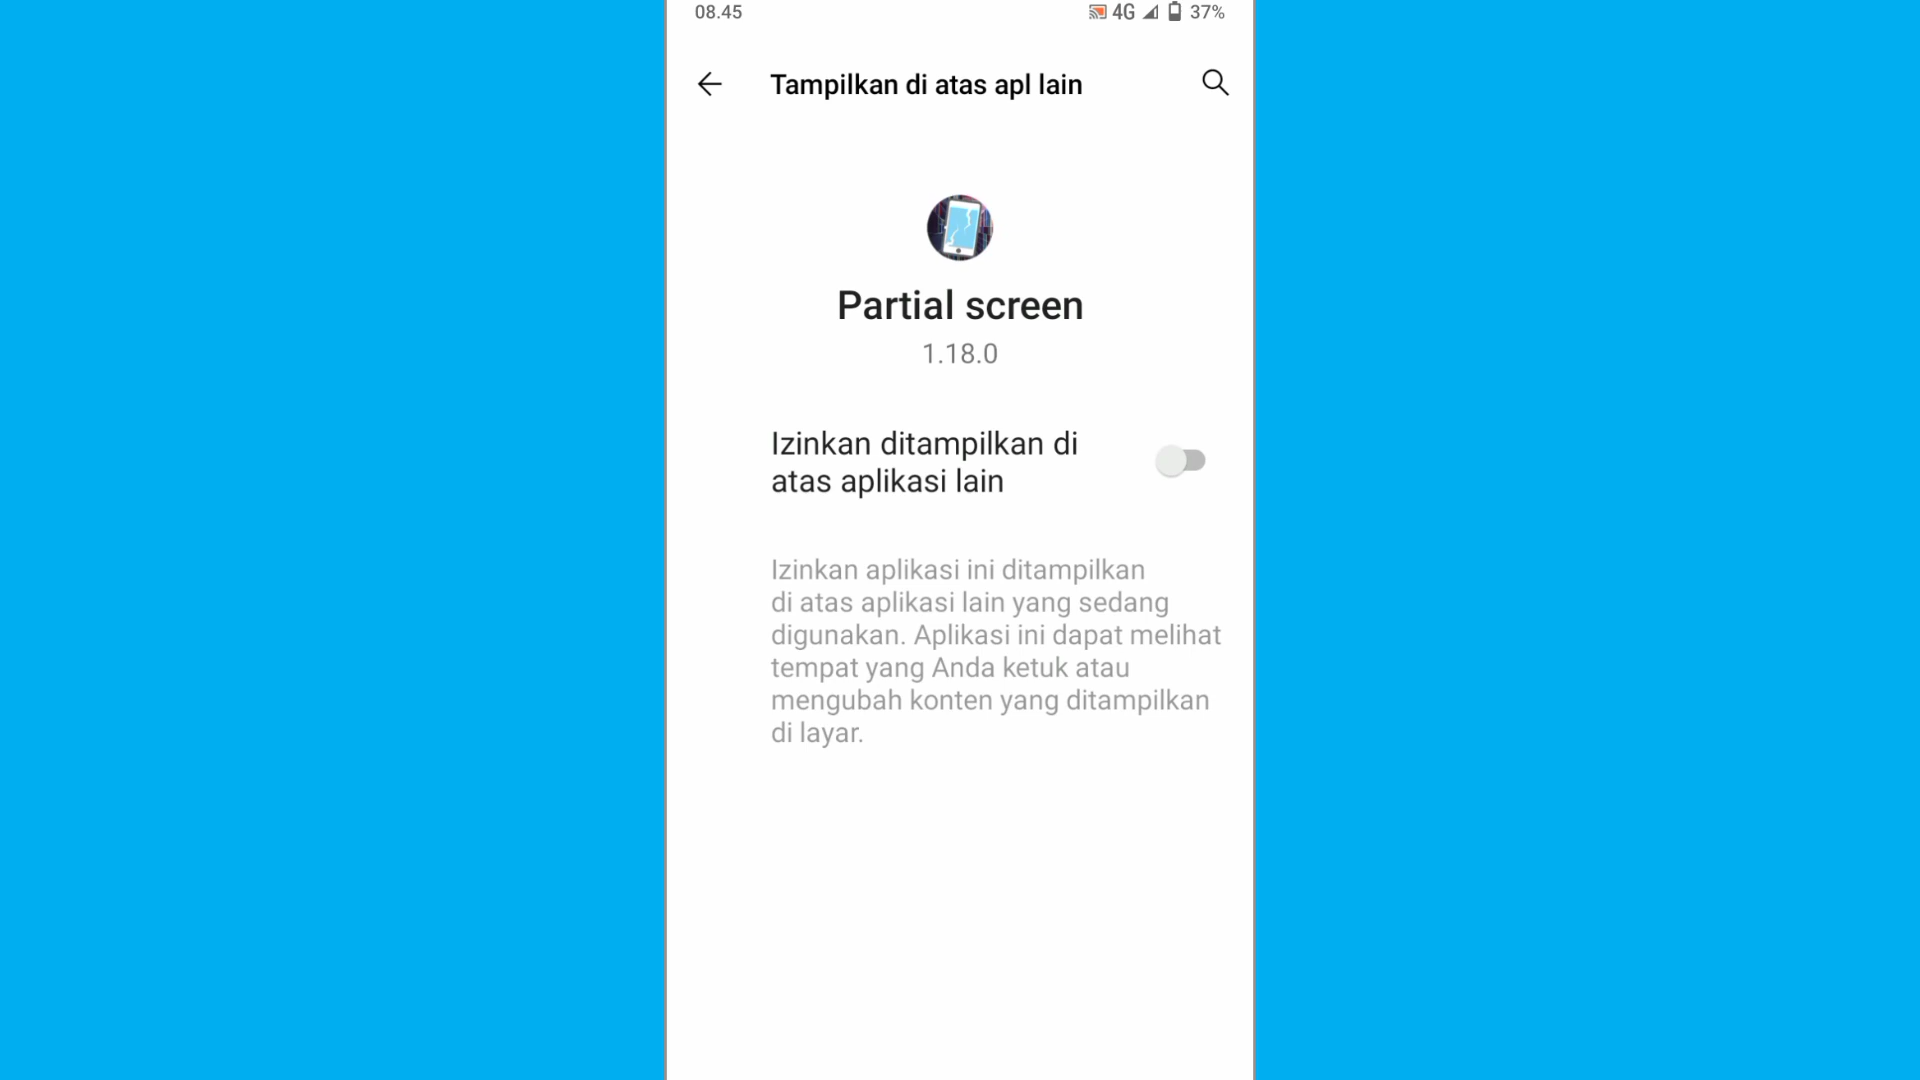 08.45 4G 37%
Tampilkan di atas apl lain
Partial screen
1.18.0
Izinkan ditampilkan di
atas aplikasi lain
Izinkan aplikasi ini ditampilkan
di atas aplikasi lain yang sedang
digunakan. Aplikasi ini dapat melihat
tempat yang Anda ketuk atau
mengubah konten yang ditampilkan
di layar.